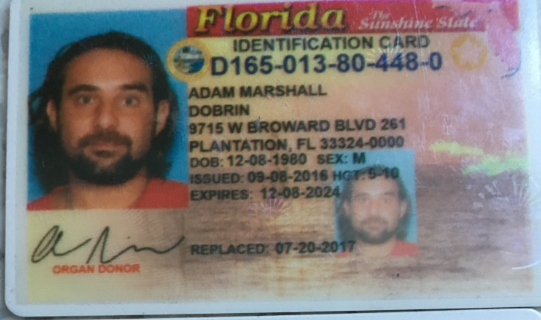 Florida The Sunshine State
IDENTIFICATION CARD
D165-013-80-448-0
ADAM MARSHALL
DOBRIN
9715 W BROWARD BLVD 261
PLANTATION, FL 33324-0000
DOB: 12-08-1980 SEX: M
ISSUED: 09-08-2016 HGT: 5-10
EXPIRES: 12-08-2024
REPLACED: 07-20-2017
ORGAN DONOR